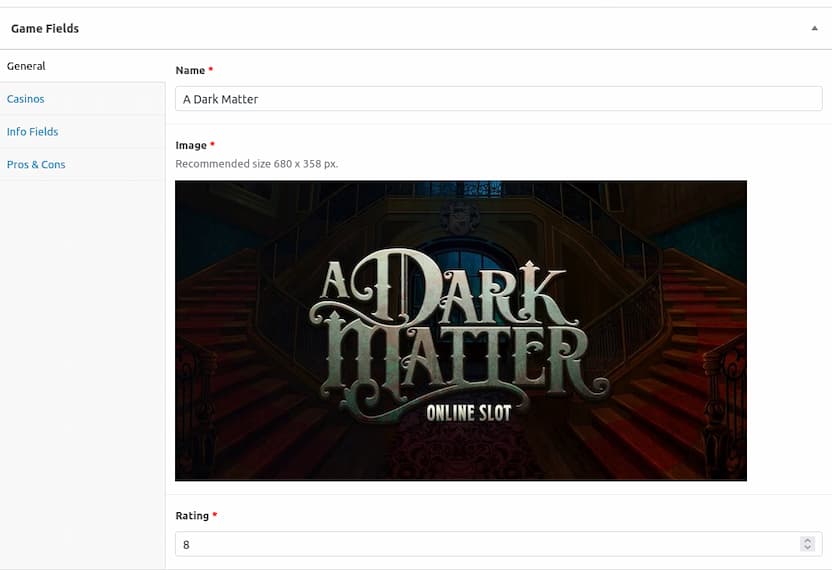 Game Fields
General
Casinos
Info Fields
Pros & Cons
Name *
A Dark Matter
Image *
Recommended size 680 x 358 px.
A DARK
MATTER
ONLINE SLOT
Rating *
8